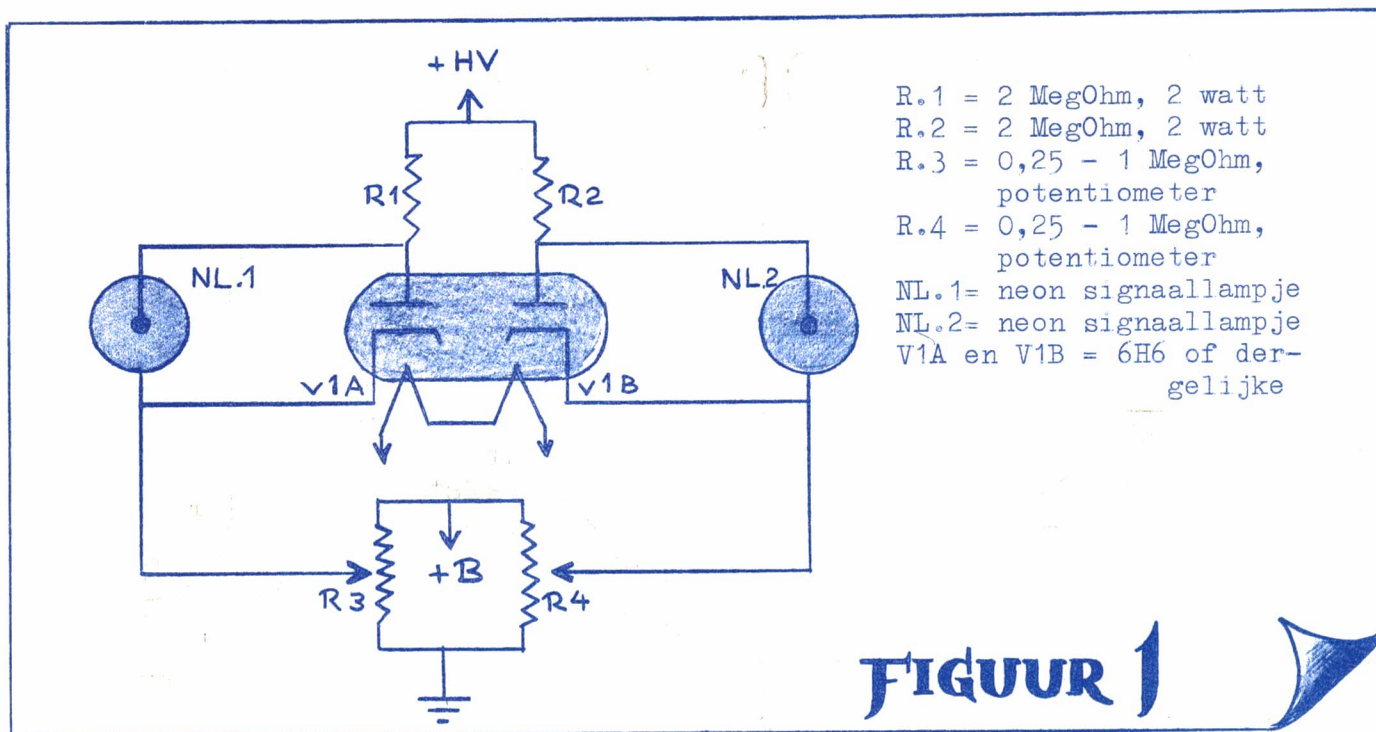 +HV
R1
R2
NL.1
NL.2
V1A
V1B
+B
R3
R4
R.1 = 2 MegOhm, 2 watt
R.2 = 2 MegOhm, 2 watt
R.3 = 0,25 - 1 MegOhm,
potentiometer
R.4 = 0,25 - 1 MegOhm,
potentiometer
NL.1= neon signaallampje
NL.2= neon signaallampje
V1A en V1B = 6H6 of der-
gelijke
FIGUUR 1